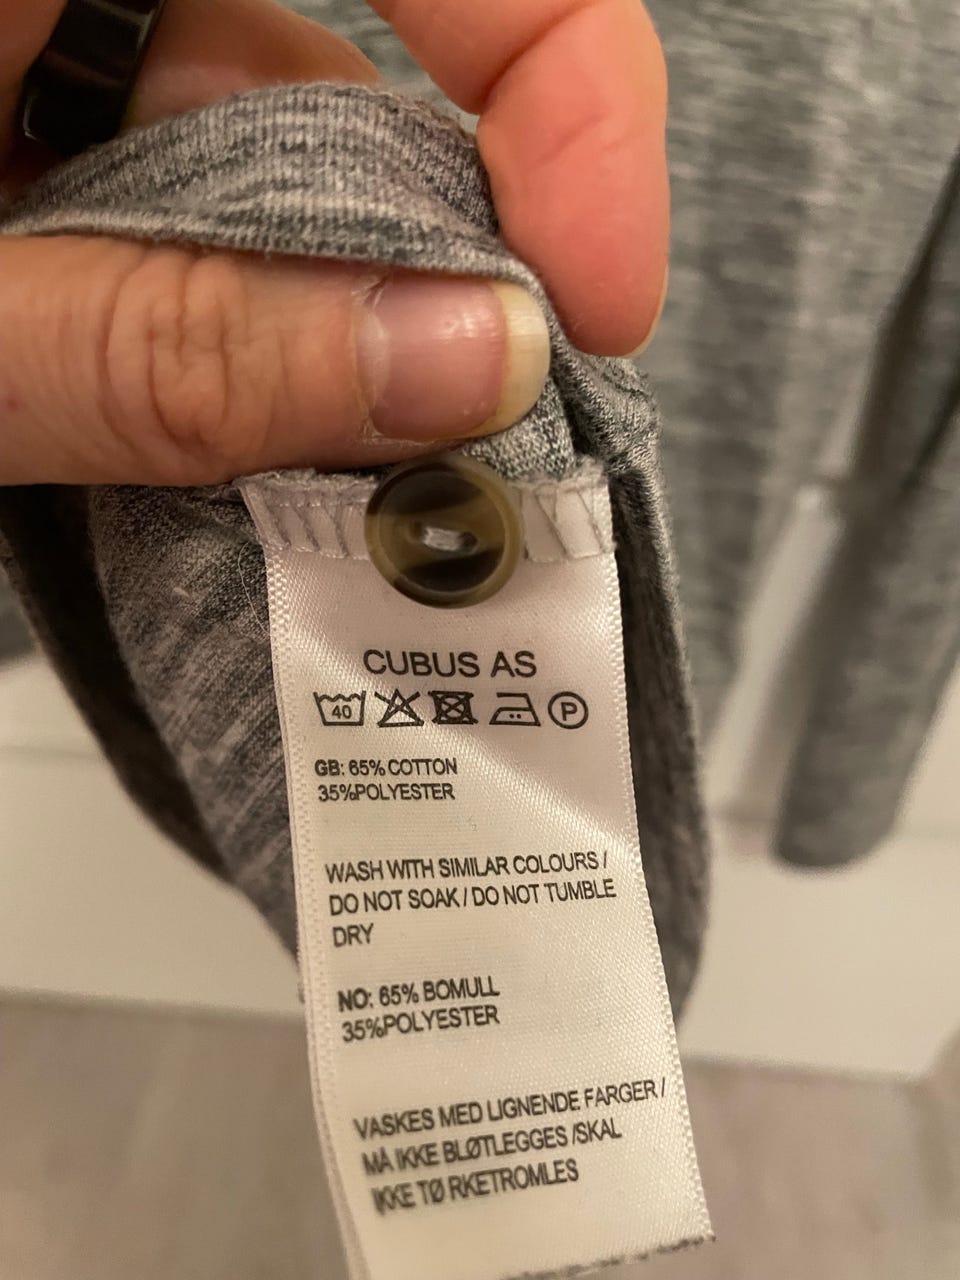 CUBUS AS
40 P
GB: 65% COTTON
35%POLYESTER
WASH WITH SIMILAR COLOURS /
DO NOT SOAK / DO NOT TUMBLE
DRY
NO: 65% BOMULL
35%POLYESTER
VASKES MED LIGNENDE FARGER /
MÅ IKKE BLØTLEGGES /SKAL
IKKE TØ RKETROMLES